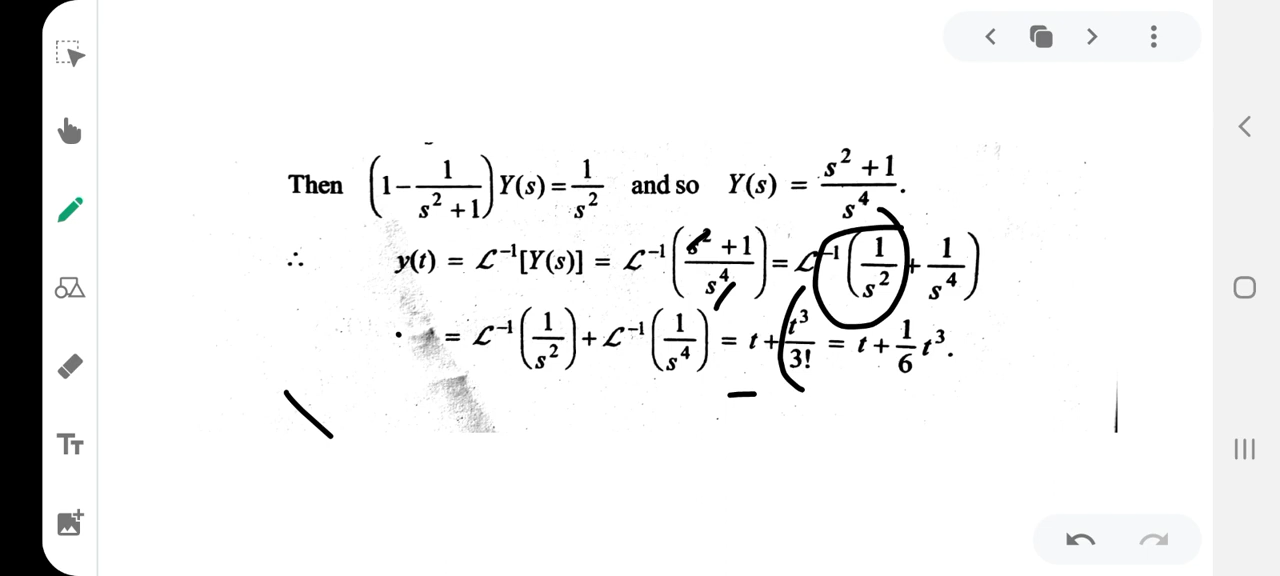 Then (1 − 1/(s² + 1)) Y(s) = 1/s² and so Y(s) = (s² + 1)/s⁴.
∴ y(t) = ℒ⁻¹[Y(s)] = ℒ⁻¹((s² + 1)/s⁴) = ℒ⁻¹(1/s² + 1/s⁴)
= ℒ⁻¹(1/s²) + ℒ⁻¹(1/s⁴) = t + t³/3! = t + 1/6 t³.
Tт